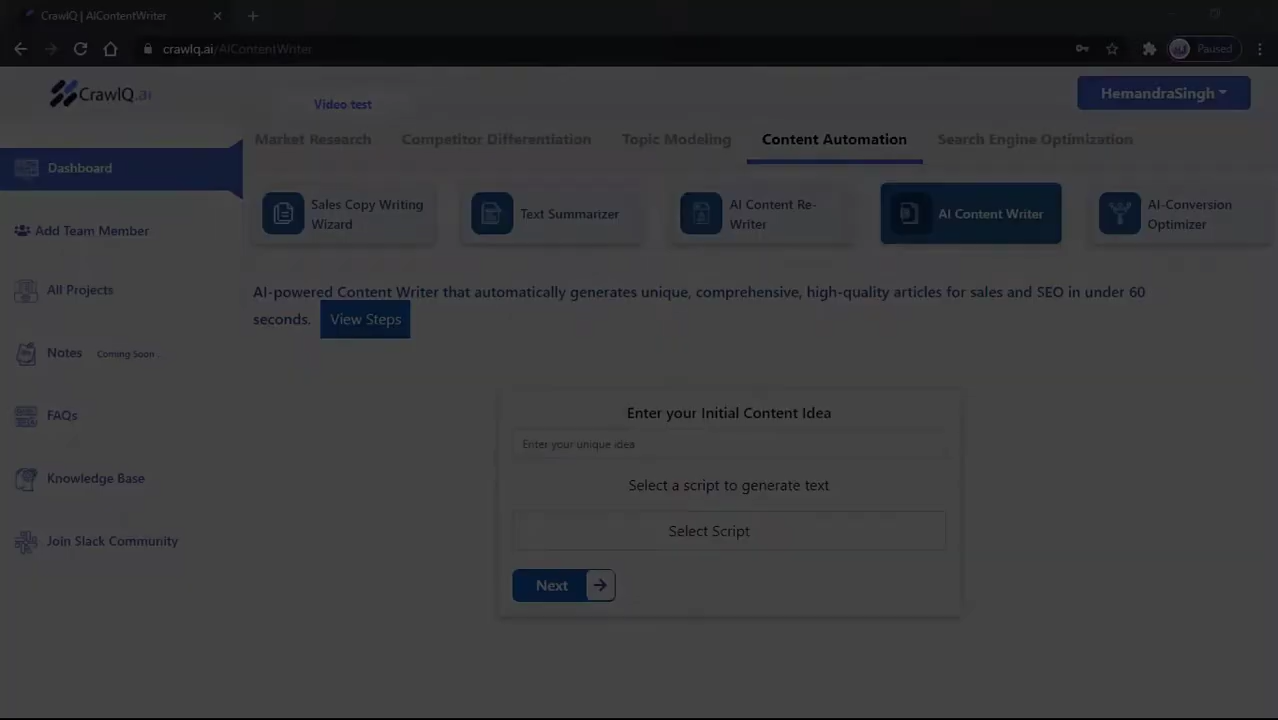 CrawlQ | AIContentWriter
crawlq.ai/AIContentWriter
Paused
CrawlQ.ai
Video test
HemandraSingh
Market Research
Competitor Differentiation
Topic Modeling
Content Automation
Search Engine Optimization
Dashboard
Add Team Member
All Projects
Notes Coming Soon ...
FAQs
Knowledge Base
Join Slack Community
Sales Copy Writing
Wizard
Text Summarizer
AI Content Re-
Writer
AI Content Writer
AI-Conversion
Optimizer
AI-powered Content Writer that automatically generates unique, comprehensive, high-quality articles for sales and SEO in under 60
seconds. View Steps
Enter your Initial Content Idea
Enter your unique idea
Select a script to generate text
Select Script
Next